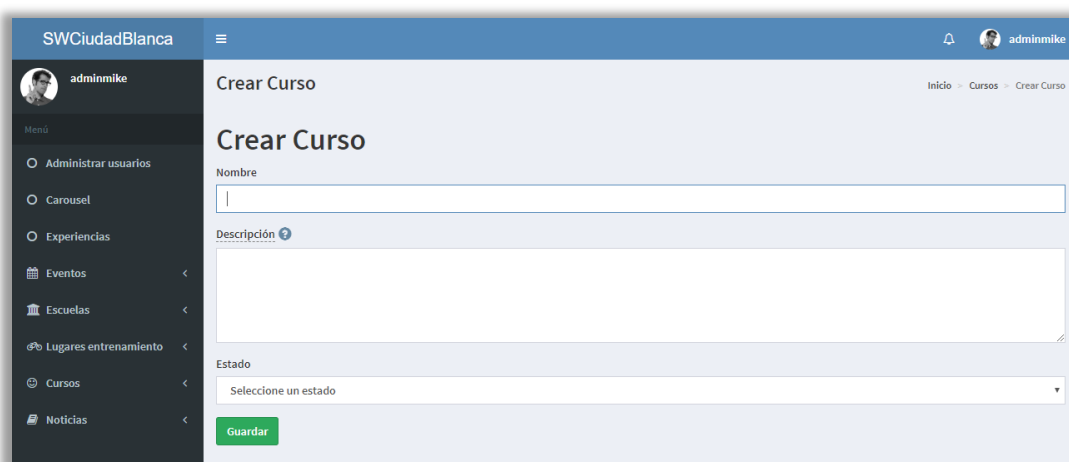 SWCiudadBlanca
adminmike
adminmike
Crear Curso
Inicio > Cursos > Crear Curso
Menú
Administrar usuarios
Carousel
Experiencias
Eventos
Escuelas
Lugares entrenamiento
Cursos
Noticias
Crear Curso
Nombre
Descripción
Estado
Seleccione un estado
Guardar